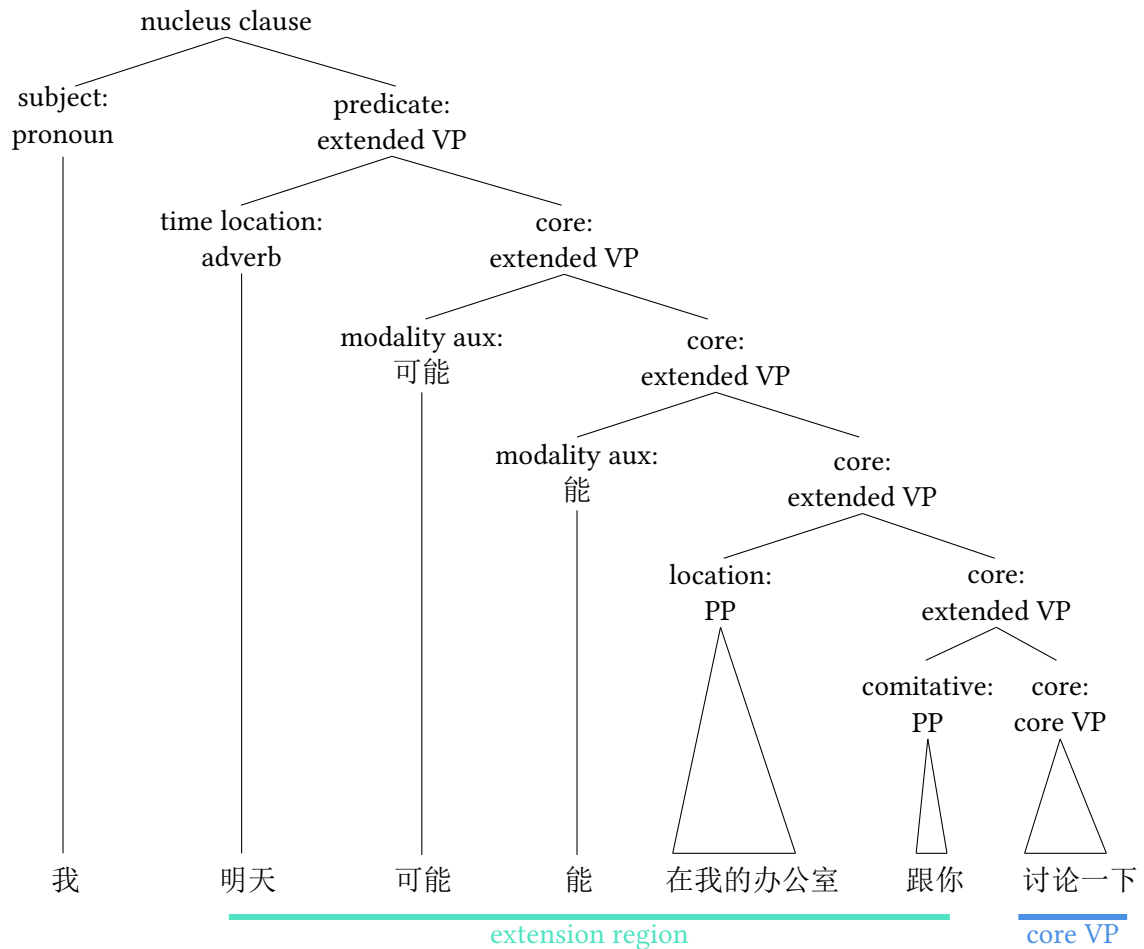 nucleus clause
subject:
pronoun
predicate:
extended VP
time location:
adverb
core:
extended VP
modality aux:
可能
core:
extended VP
modality aux:
能
core:
extended VP
location:
PP
core:
extended VP
comitative:
PP
core:
core VP
我 明天 可能 能 在我的办公室 跟你 讨论一下
extension region core VP